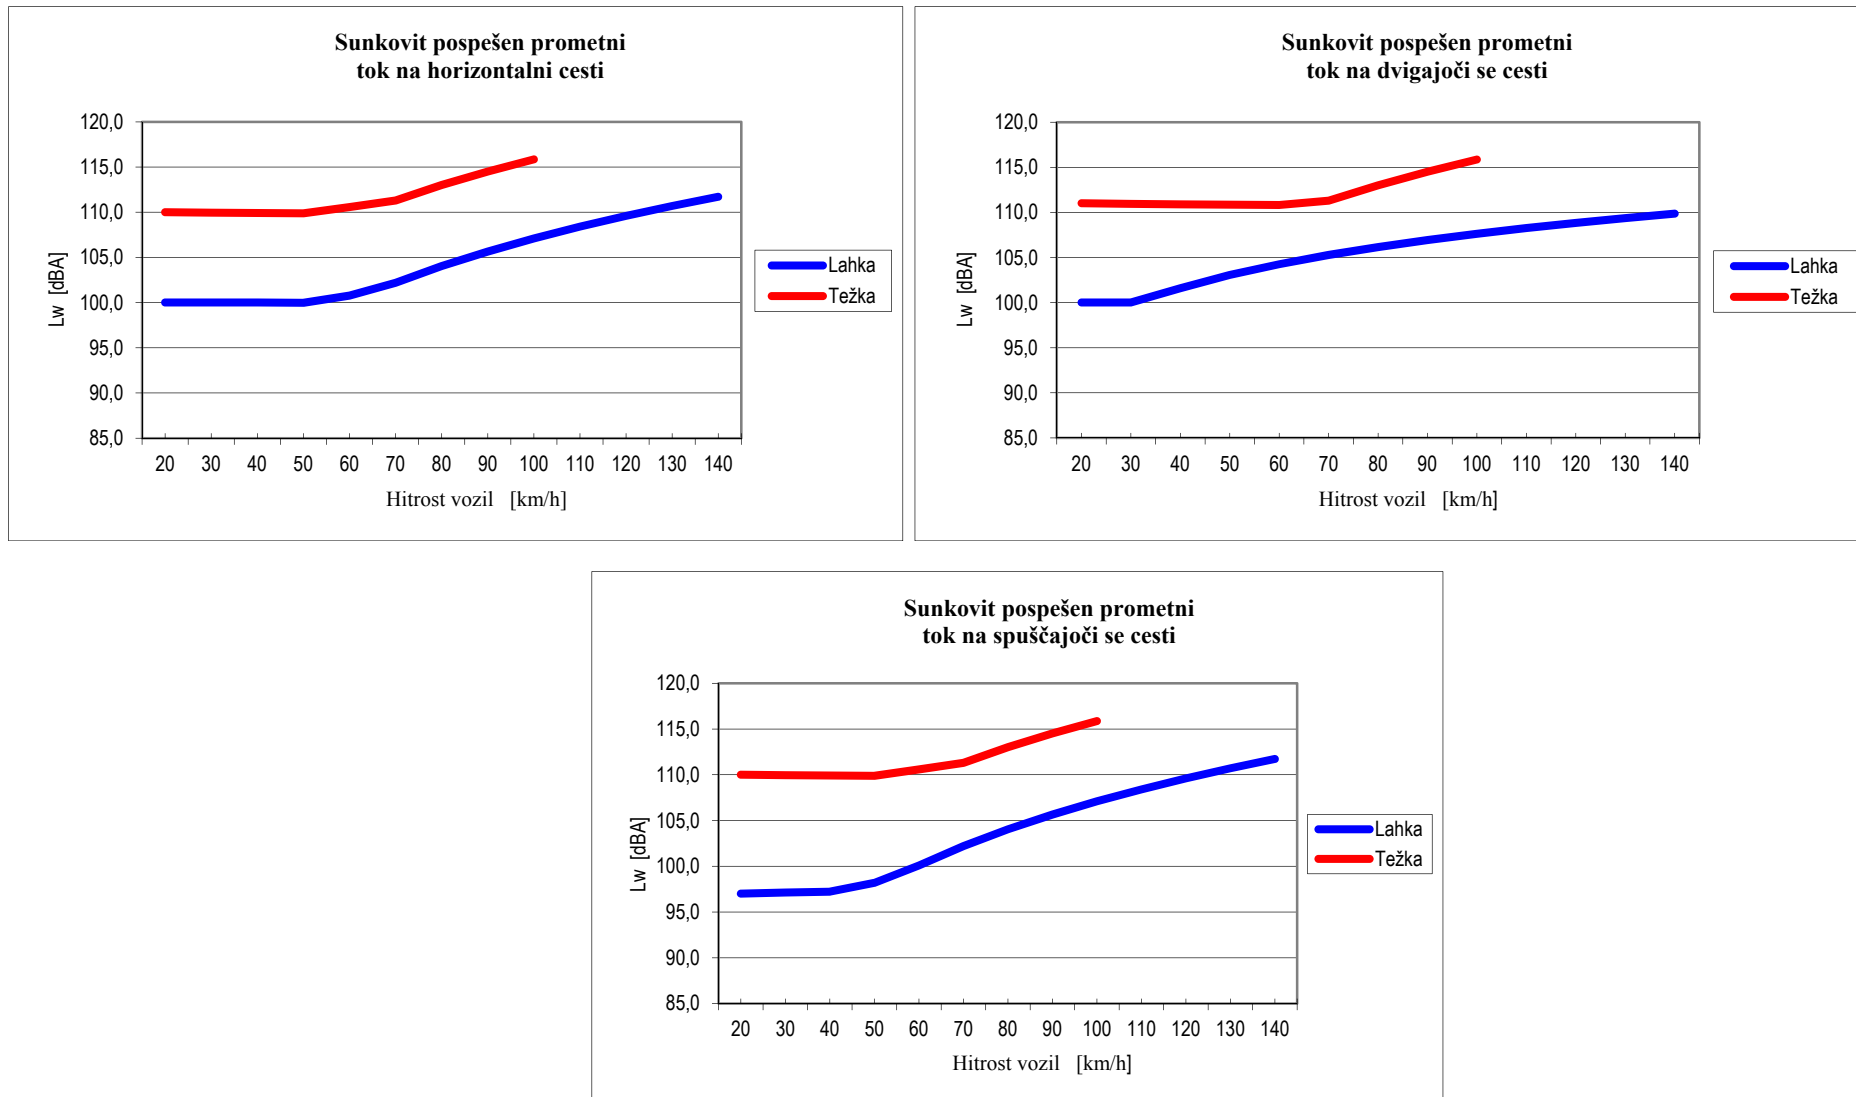 Sunkovit pospešen prometni
tok na horizontalni cesti
120,0
115,0
110,0
105,0
100,0
95,0
90,0
85,0
Lw [dBA]
20 30 40 50 60 70 80 90 100 110 120 130 140
Hitrost vozil [km/h]
Lahka
Težka
Sunkovit pospešen prometni
tok na dvigajoči se cesti
120,0
115,0
110,0
105,0
100,0
95,0
90,0
85,0
Lw [dBA]
20 30 40 50 60 70 80 90 100 110 120 130 140
Hitrost vozil [km/h]
Lahka
Težka
Sunkovit pospešen prometni
tok na spuščajoči se cesti
120,0
115,0
110,0
105,0
100,0
95,0
90,0
85,0
Lw [dBA]
20 30 40 50 60 70 80 90 100 110 120 130 140
Hitrost vozil [km/h]
Lahka
Težka